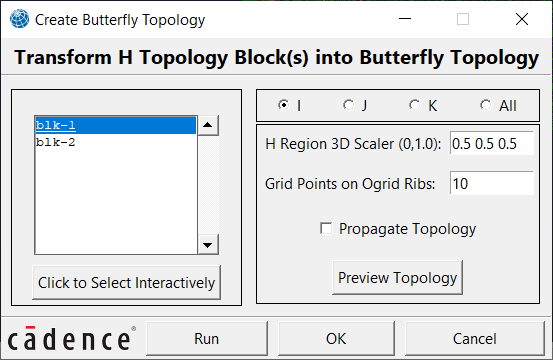 Create Butterfly Topology
Transform H Topology Block(s) into Butterfly Topology
blk-1
blk-2
Click to Select Interactively
I J K All
H Region 3D Scaler (0,1.0): 0.5 0.5 0.5
Grid Points on Ogrid Ribs: 10
Propagate Topology
Preview Topology
cādence® Run OK Cancel